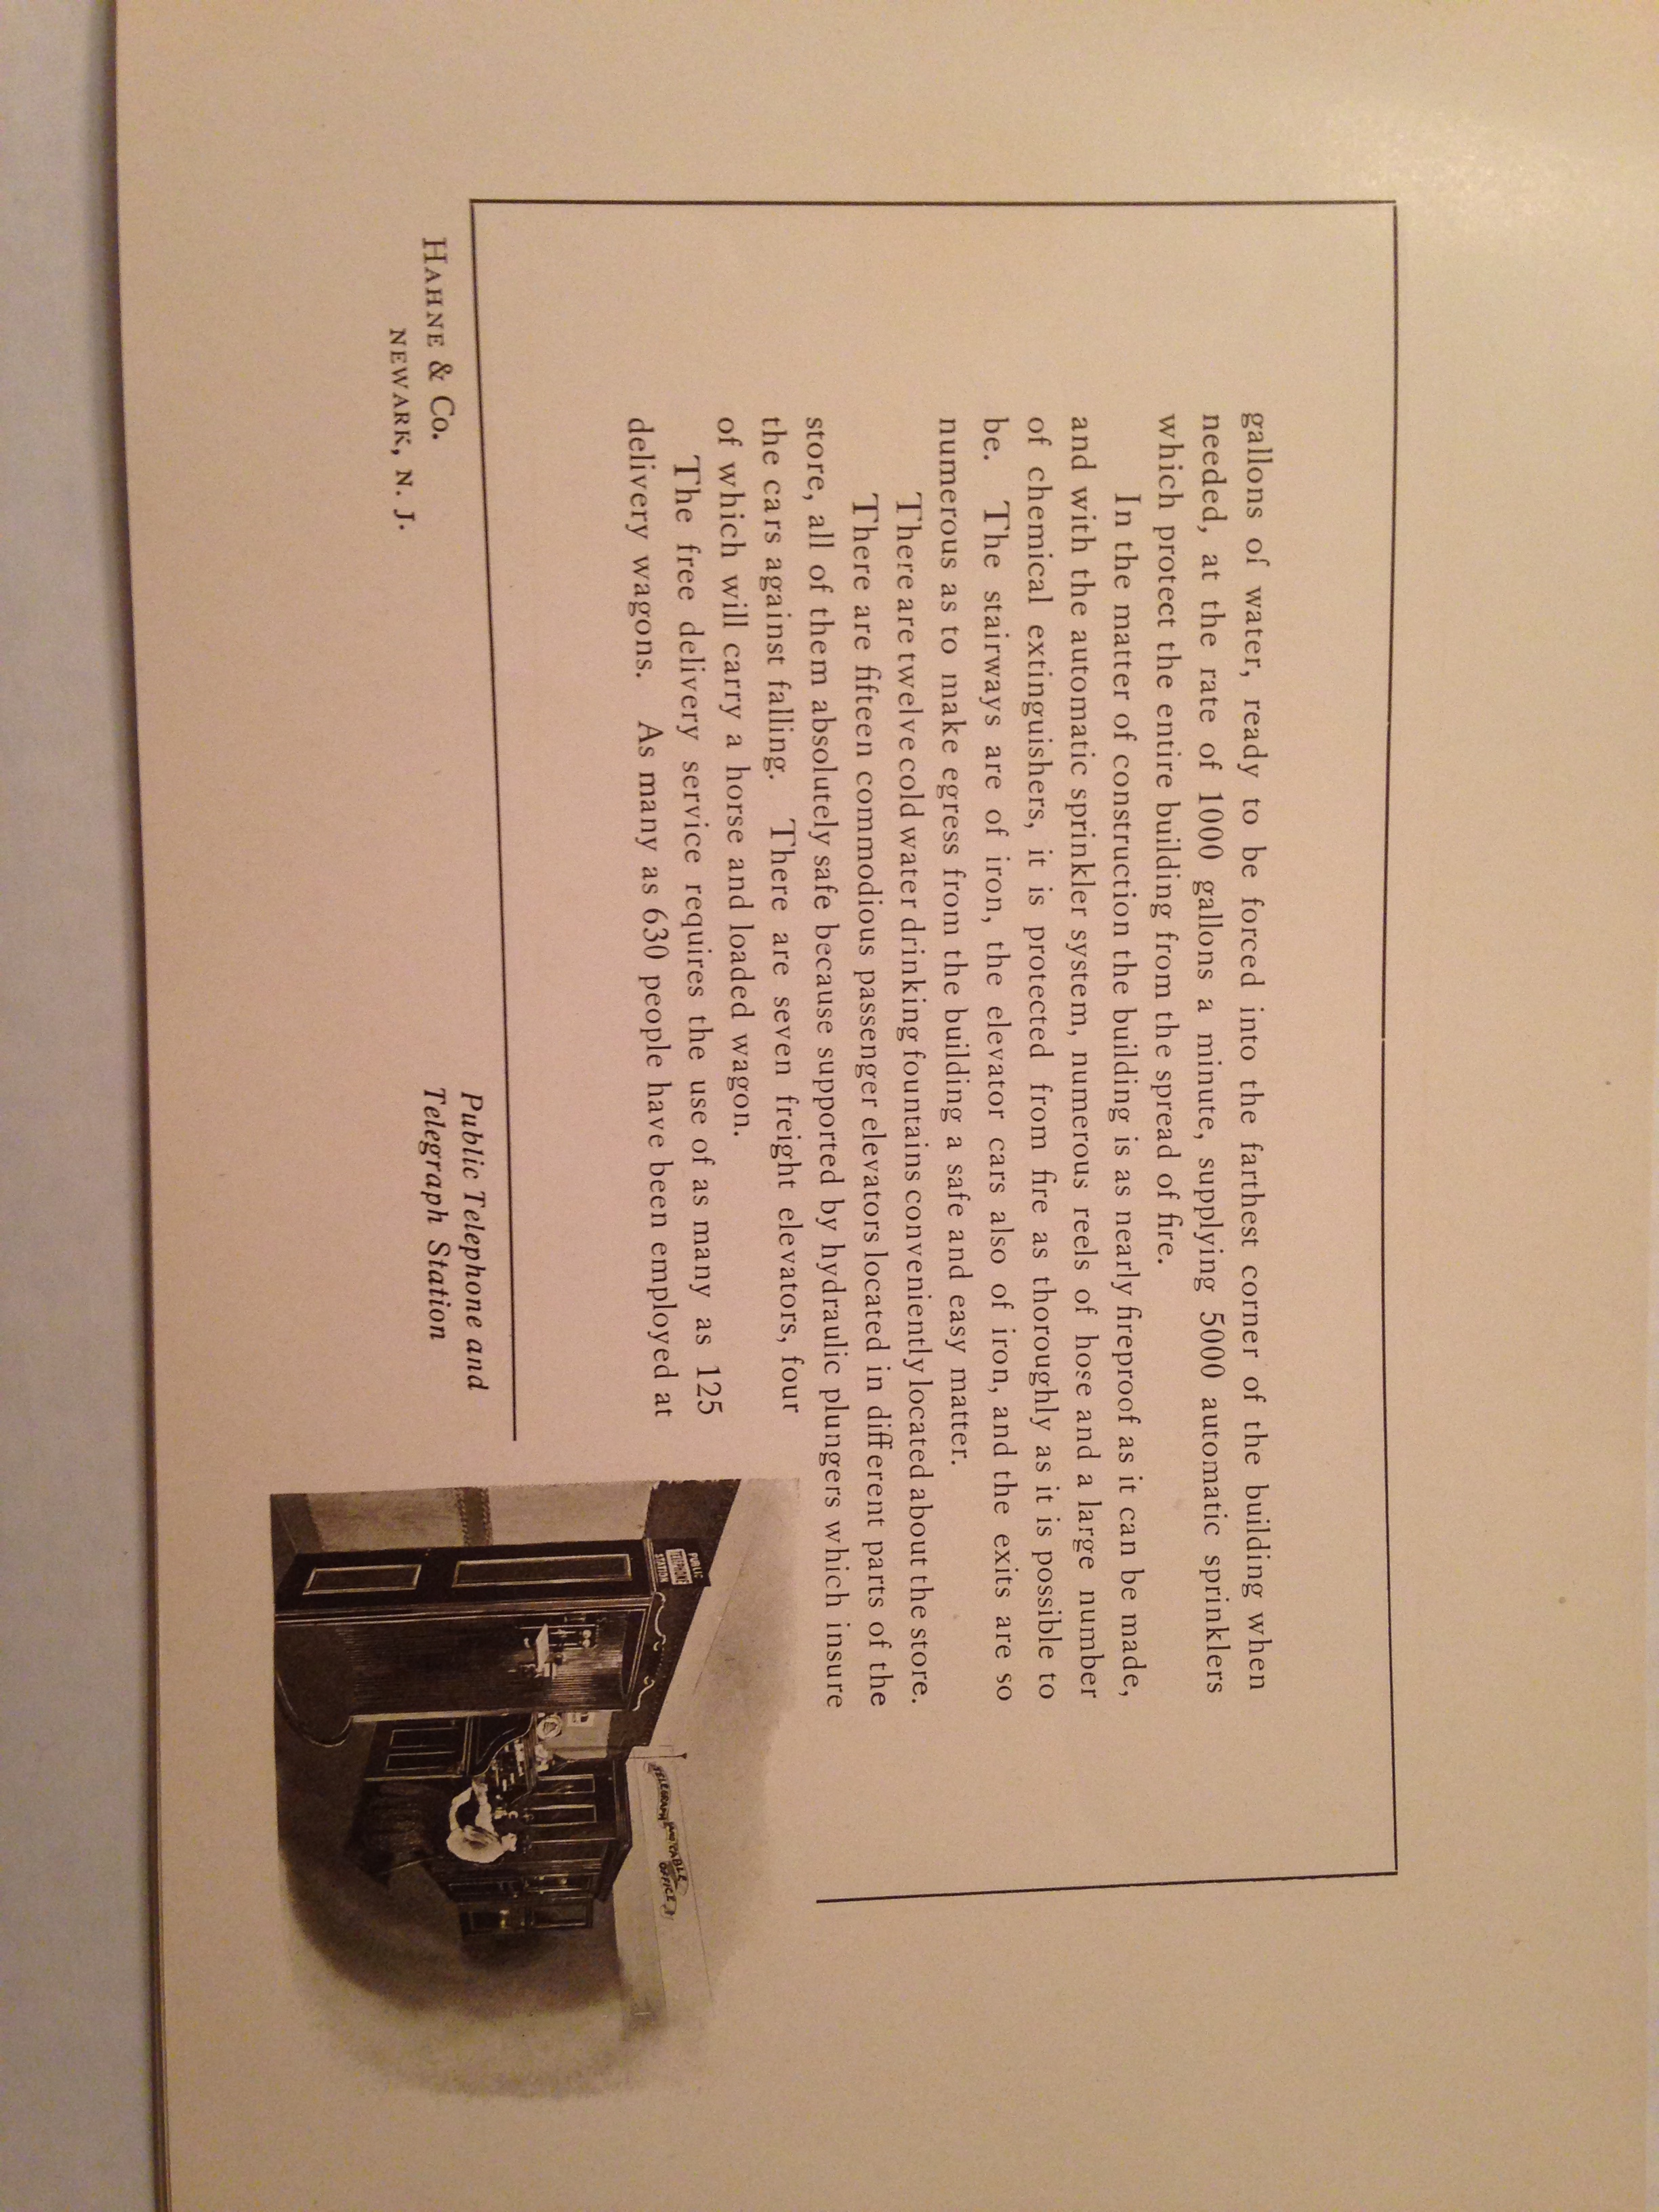 gallons of water, ready to be forced into the farthest corner of the building when
needed, at the rate of 1000 gallons a minute, supplying 5000 automatic sprinklers
which protect the entire building from the spread of fire.
In the matter of construction the building is as nearly fireproof as it can be made,
and with the automatic sprinkler system, numerous reels of hose and a large number
of chemical extinguishers, it is protected from fire as thoroughly as it is possible to
be. The stairways are of iron, the elevator cars also of iron, and the exits are so
numerous as to make egress from the building a safe and easy matter.
There are twelve cold water drinking fountains conveniently located about the store.
There are fifteen commodious passenger elevators located in different parts of the
store, all of them absolutely safe because supported by hydraulic plungers which insure
the cars against falling. There are seven freight elevators, four
of which will carry a horse and loaded wagon.
The free delivery service requires the use of as many as 125
delivery wagons. As many as 630 people have been employed at
HAHNE & CO.
NEWARK, N. J.
Public Telephone and
Telegraph Station
PUBLIC
TELEPHONE
STATION
TELEGRAPH AND CABLE OFFICE